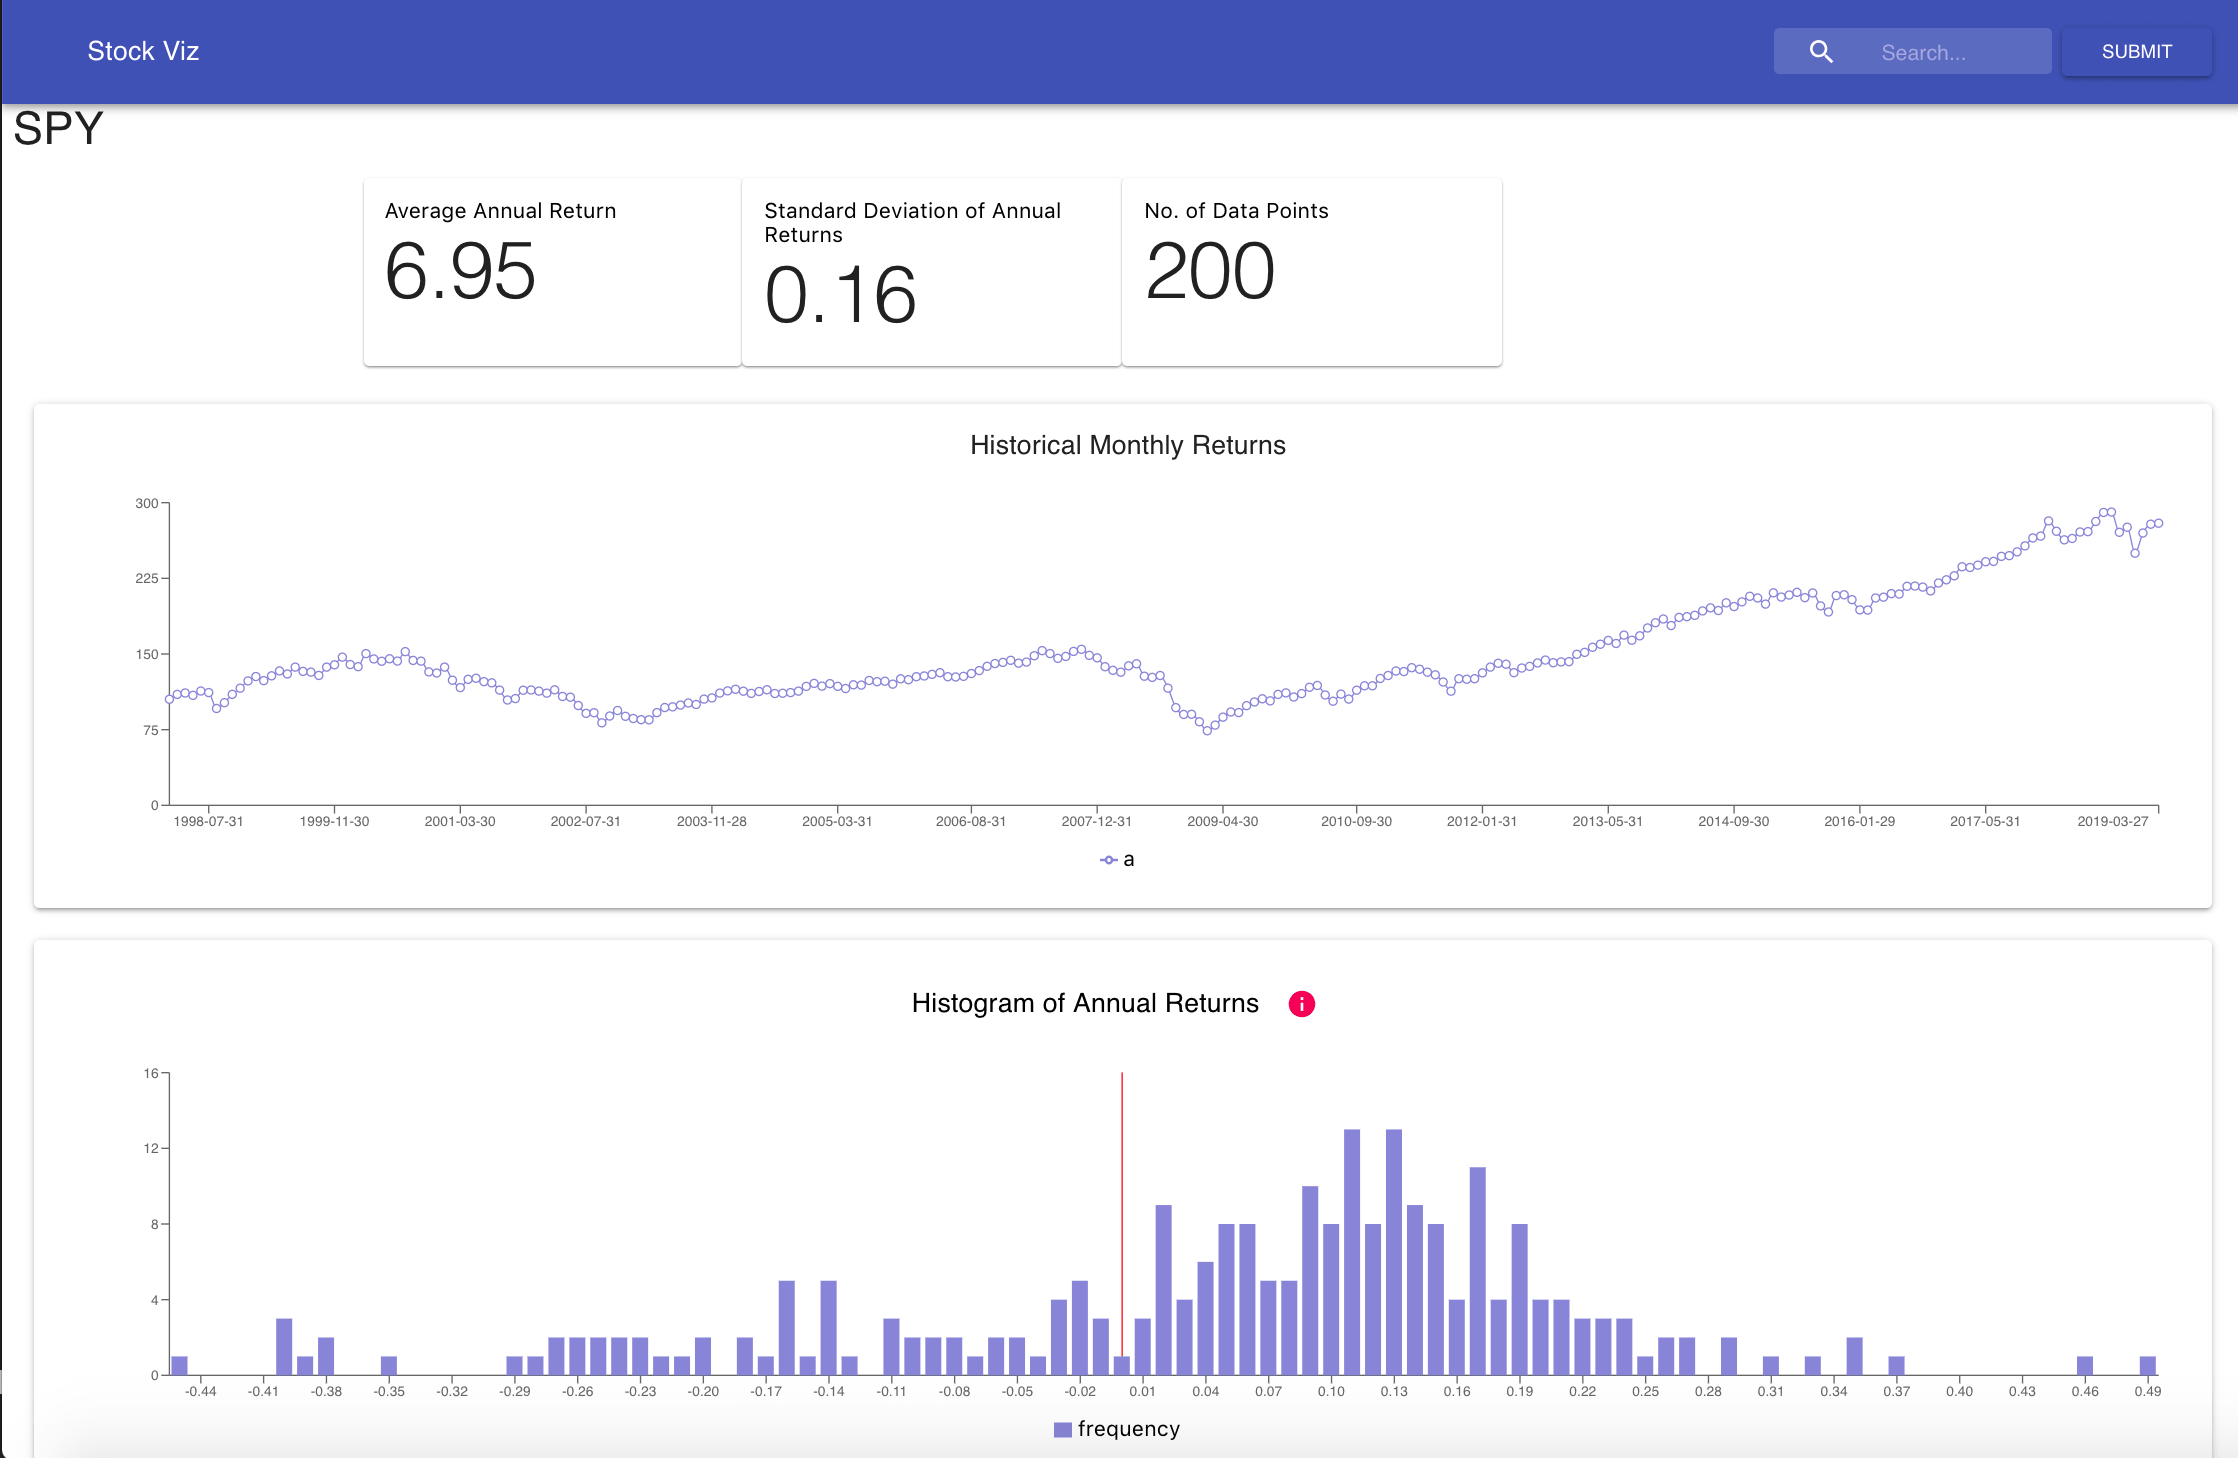 Stock Viz
Search...
SUBMIT
SPY
Average Annual Return
6.95
Standard Deviation of Annual
Returns
0.16
No. of Data Points
200
Historical Monthly Returns
300
225
150
75
0
1998-07-31 1999-11-30 2001-03-30 2002-07-31 2003-11-28 2005-03-31 2006-08-31 2007-12-31 2009-04-30 2010-09-30 2012-01-31 2013-05-31 2014-09-30 2016-01-29 2017-05-31 2019-03-27
a
Histogram of Annual Returns
i
16
12
8
4
0
-0.44 -0.41 -0.38 -0.35 -0.32 -0.29 -0.26 -0.23 -0.20 -0.17 -0.14 -0.11 -0.08 -0.05 -0.02 0.01 0.04 0.07 0.10 0.13 0.16 0.19 0.22 0.25 0.28 0.31 0.34 0.37 0.40 0.43 0.46 0.49
frequency